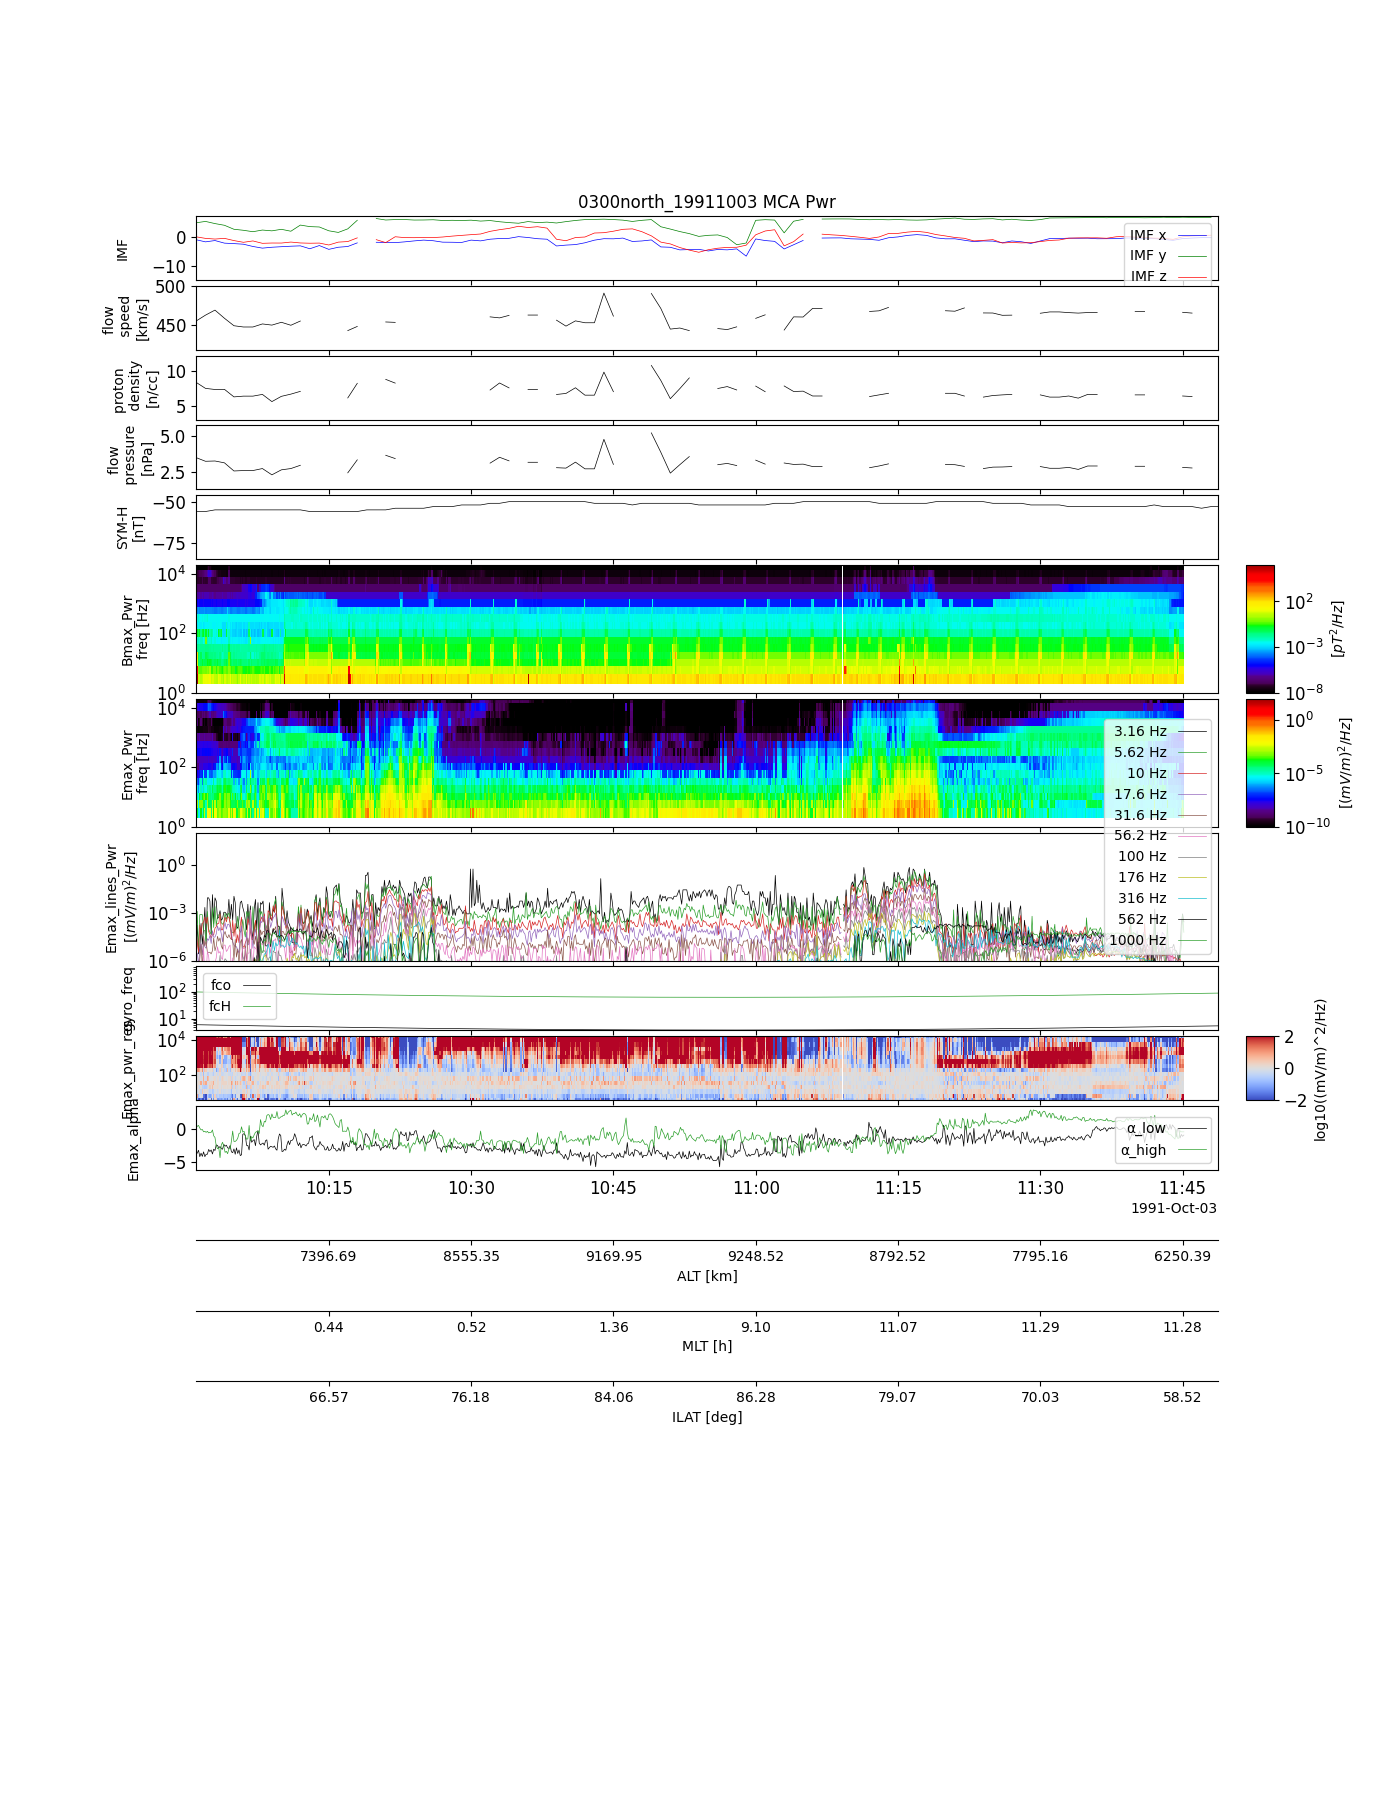 0300north_19911003 MCA Pwr
IMF
0
−10
IMF x
IMF y
IMF z
flow
speed
[km/s]
500
450
proton
density
[n/cc]
10
5
flow
pressure
[nPa]
5.0
2.5
SYM-H
[nT]
−50
−75
Bmax_Pwr
freq [Hz]
10^4
10^2
10^0
10^2
10^−3
10^−8
[pT^2/Hz]
Emax_Pwr
freq [Hz]
10^4
10^2
10^0
10^0
10^−5
10^−10
[(mV/m)^2/Hz]
3.16 Hz
5.62 Hz
10 Hz
17.6 Hz
31.6 Hz
56.2 Hz
100 Hz
176 Hz
316 Hz
562 Hz
1000 Hz
Emax_lines_Pwr
[(mV/m)^2/Hz]
10^0
10^−3
10^−6
gyro_freq
10^2
10^1
fco
fcH
Emax_pwr_res
10^4
10^2
2
0
−2
log10((mV/m)^2/Hz)
Emax_alpha
0
−5
α_low
α_high
10:15 10:30 10:45 11:00 11:15 11:30 11:45
1991-Oct-03
7396.69 8555.35 9169.95 9248.52 8792.52 7795.16 6250.39
ALT [km]
0.44 0.52 1.36 9.10 11.07 11.29 11.28
MLT [h]
66.57 76.18 84.06 86.28 79.07 70.03 58.52
ILAT [deg]